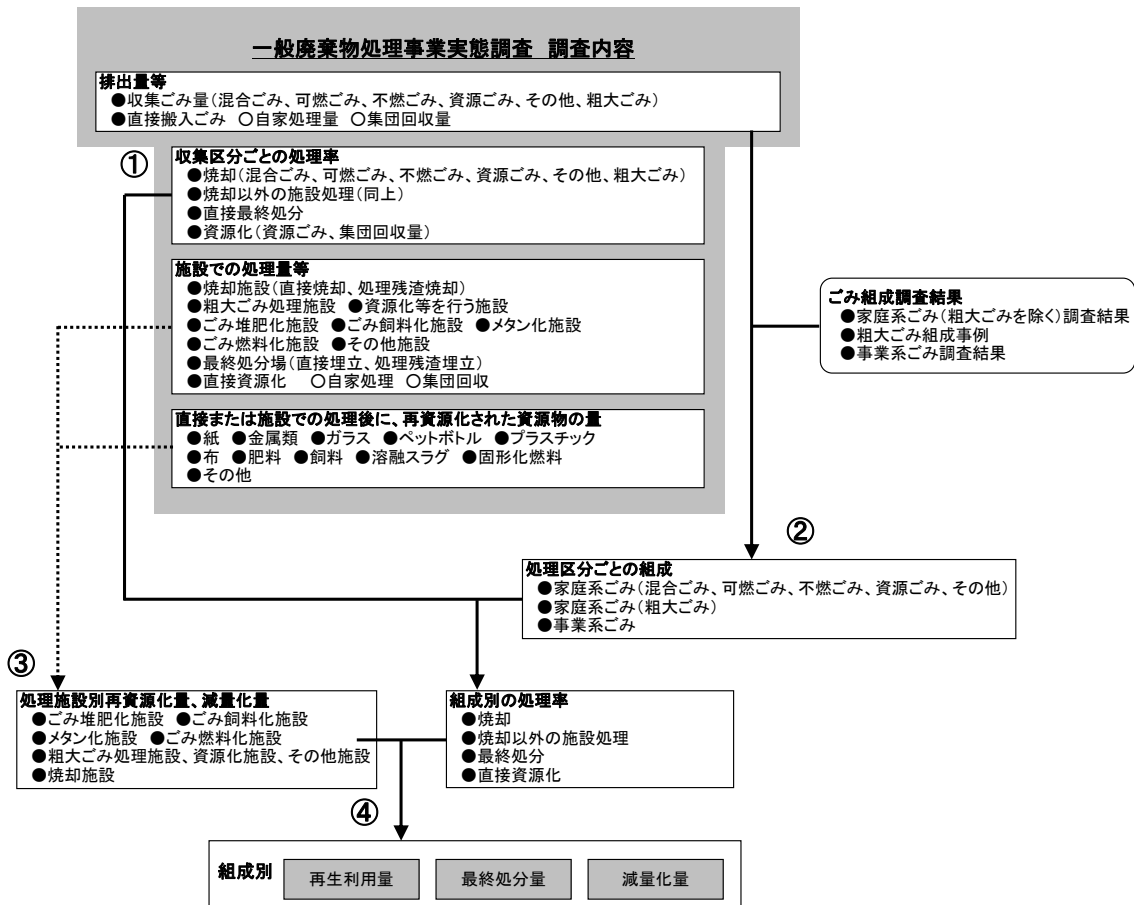 一般廃棄物処理事業実態調査 調査内容
排出量等
●収集ごみ量(混合ごみ、可燃ごみ、不燃ごみ、資源ごみ、その他、粗大ごみ)
●直接搬入ごみ ○自家処理量 ○集団回収量
①
収集区分ごとの処理率
●焼却(混合ごみ、可燃ごみ、不燃ごみ、資源ごみ、その他、粗大ごみ)
●焼却以外の施設処理(同上)
●直接最終処分
●資源化(資源ごみ、集団回収量)
施設での処理量等
●焼却施設(直接焼却、処理残渣焼却)
●粗大ごみ処理施設 ●資源化等を行う施設
●ごみ堆肥化施設 ●ごみ飼料化施設 ●メタン化施設
●ごみ燃料化施設 ●その他施設
●最終処分場(直接埋立、処理残渣埋立)
●直接資源化 ○自家処理 ○集団回収
ごみ組成調査結果
●家庭系ごみ(粗大ごみを除く)調査結果
●粗大ごみ組成事例
●事業系ごみ調査結果
直接または施設での処理後に、再資源化された資源物の量
●紙 ●金属類 ●ガラス ●ペットボトル ●プラスチック
●布 ●肥料 ●飼料 ●溶融スラグ ●固形化燃料
●その他
②
処理区分ごとの組成
●家庭系ごみ(混合ごみ、可燃ごみ、不燃ごみ、資源ごみ、その他)
●家庭系ごみ(粗大ごみ)
●事業系ごみ
③
処理施設別再資源化量、減量化量
●ごみ堆肥化施設 ●ごみ飼料化施設
●メタン化施設 ●ごみ燃料化施設
●粗大ごみ処理施設、資源化施設、その他施設
●焼却施設
組成別の処理率
●焼却
●焼却以外の施設処理
●最終処分
●直接資源化
④
組成別
再生利用量
最終処分量
減量化量